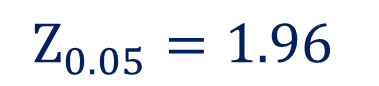 Z₀.₀₅ = 1.96